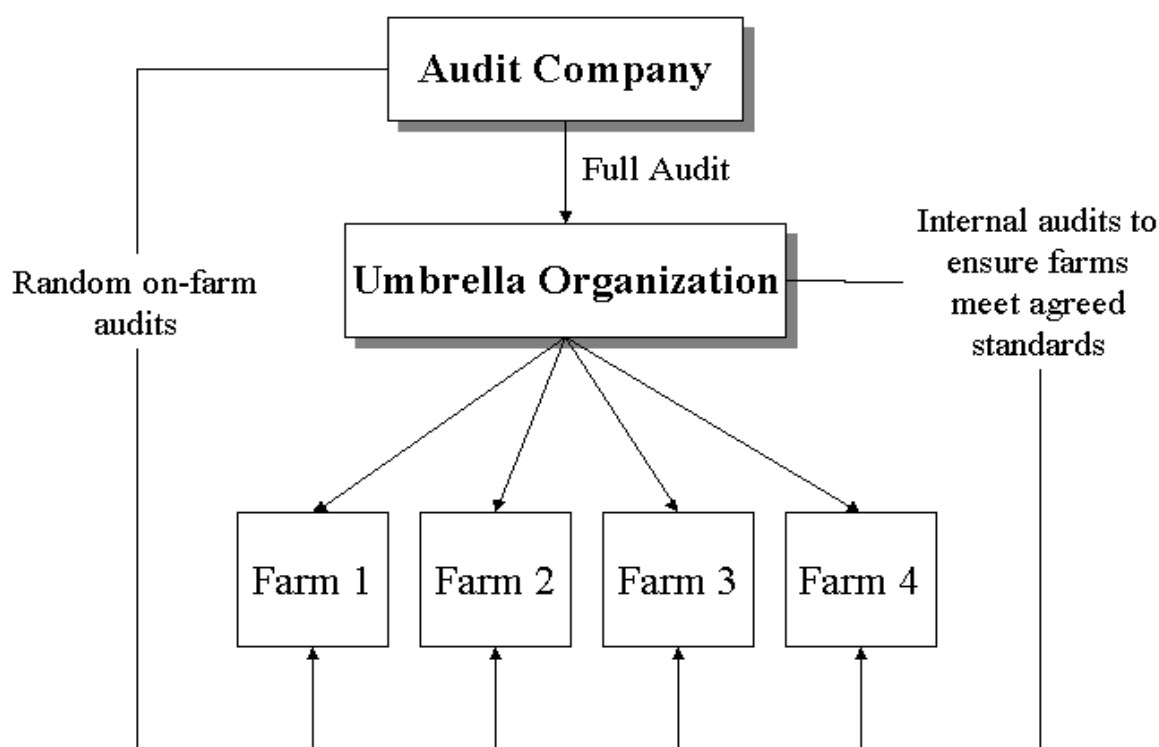 Audit Company
Full Audit
Umbrella Organization
Random on-farm
audits
Internal audits to
ensure farms
meet agreed
standards
Farm 1
Farm 2
Farm 3
Farm 4